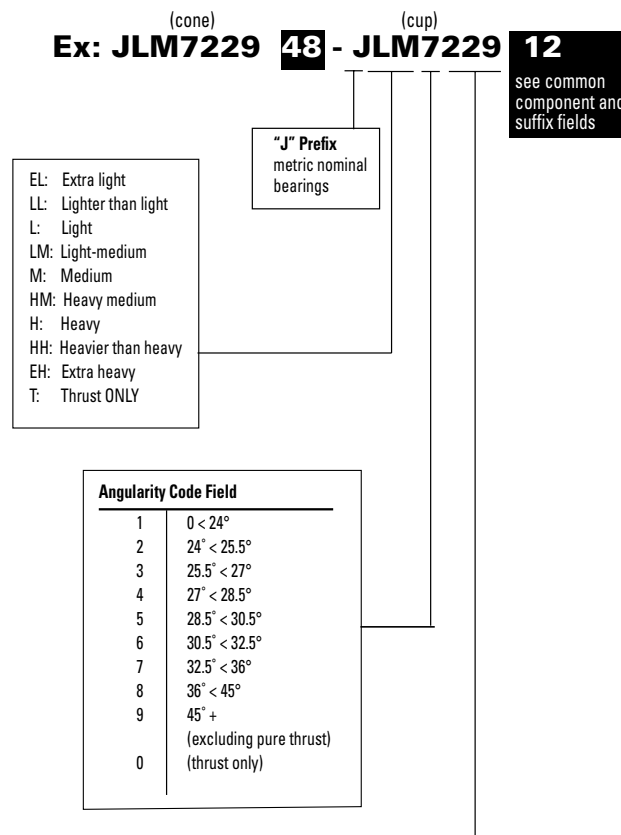 (cone) (cup)
Ex: JLM7229 48 - JLM7229 12
see common
component and
suffix fields
“J” Prefix
metric nominal
bearings
EL: Extra light
LL: Lighter than light
L: Light
LM: Light-medium
M: Medium
HM: Heavy medium
H: Heavy
HH: Heavier than heavy
EH: Extra heavy
T: Thrust ONLY
Angularity Code Field
1 0 < 24°
2 24° < 25.5°
3 25.5° < 27°
4 27° < 28.5°
5 28.5° < 30.5°
6 30.5° < 32.5°
7 32.5° < 36°
8 36° < 45°
9 45° +
(excluding pure thrust)
0 (thrust only)